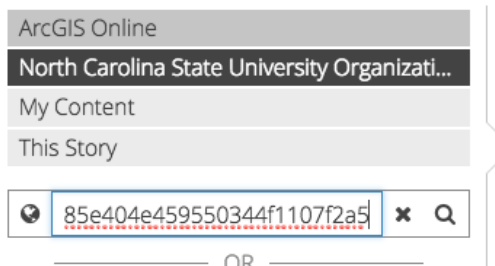 ArcGIS Online
North Carolina State University Organizati...
My Content
This Story
85e404e459550344f1107f2a5
OR